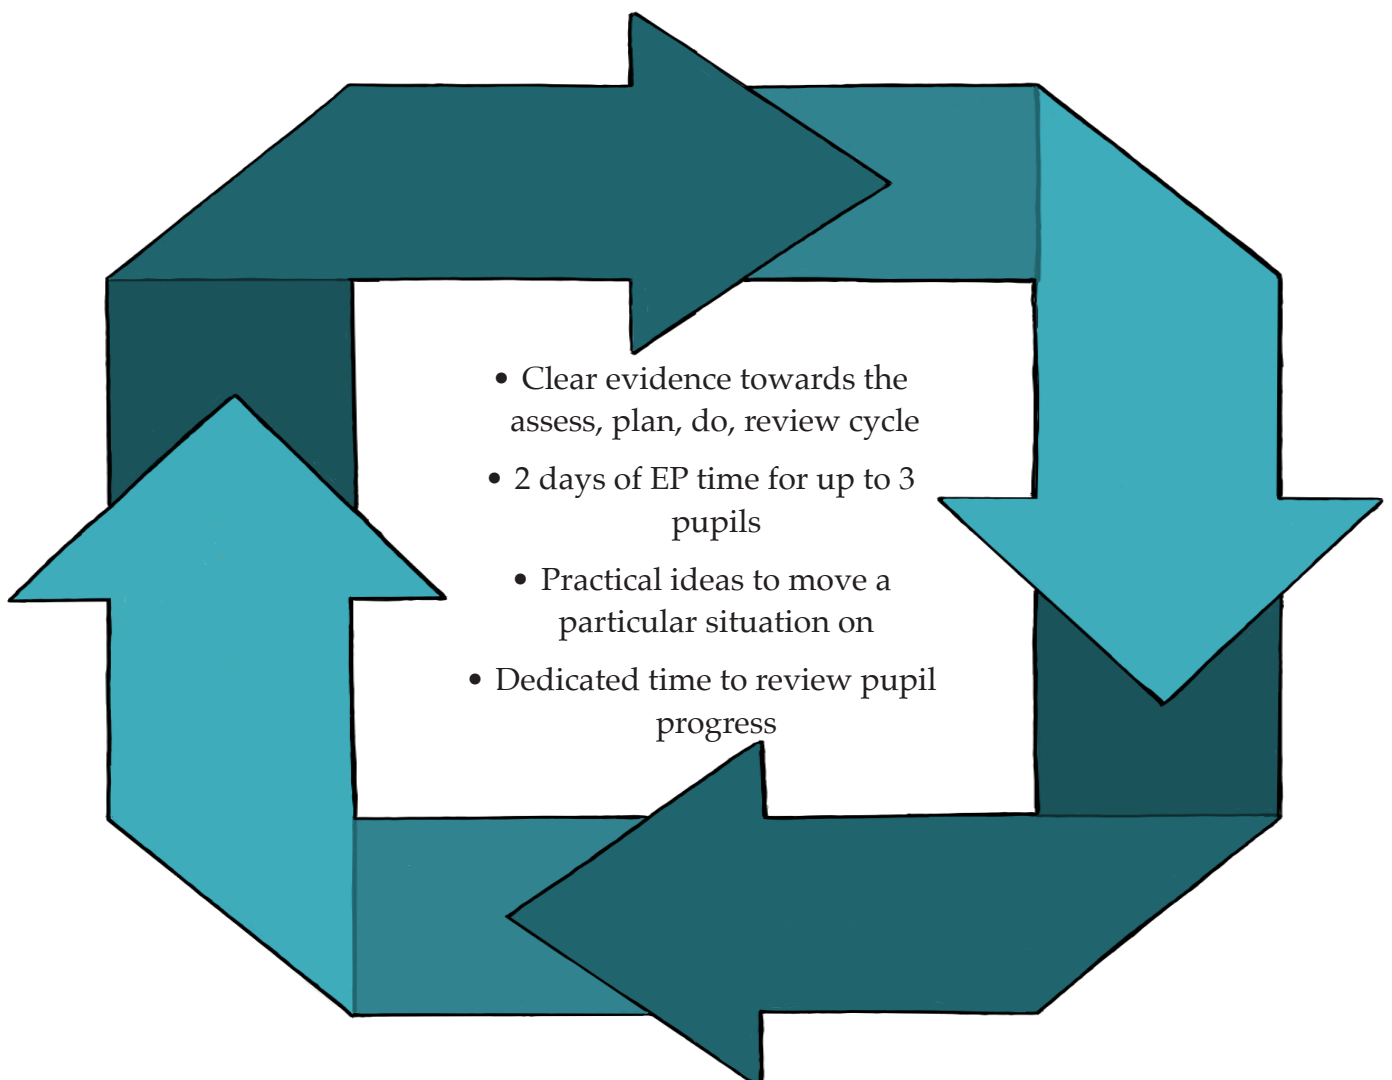 • Clear evidence towards the
assess, plan, do, review cycle
• 2 days of EP time for up to 3
pupils
• Practical ideas to move a
particular situation on
• Dedicated time to review pupil
progress